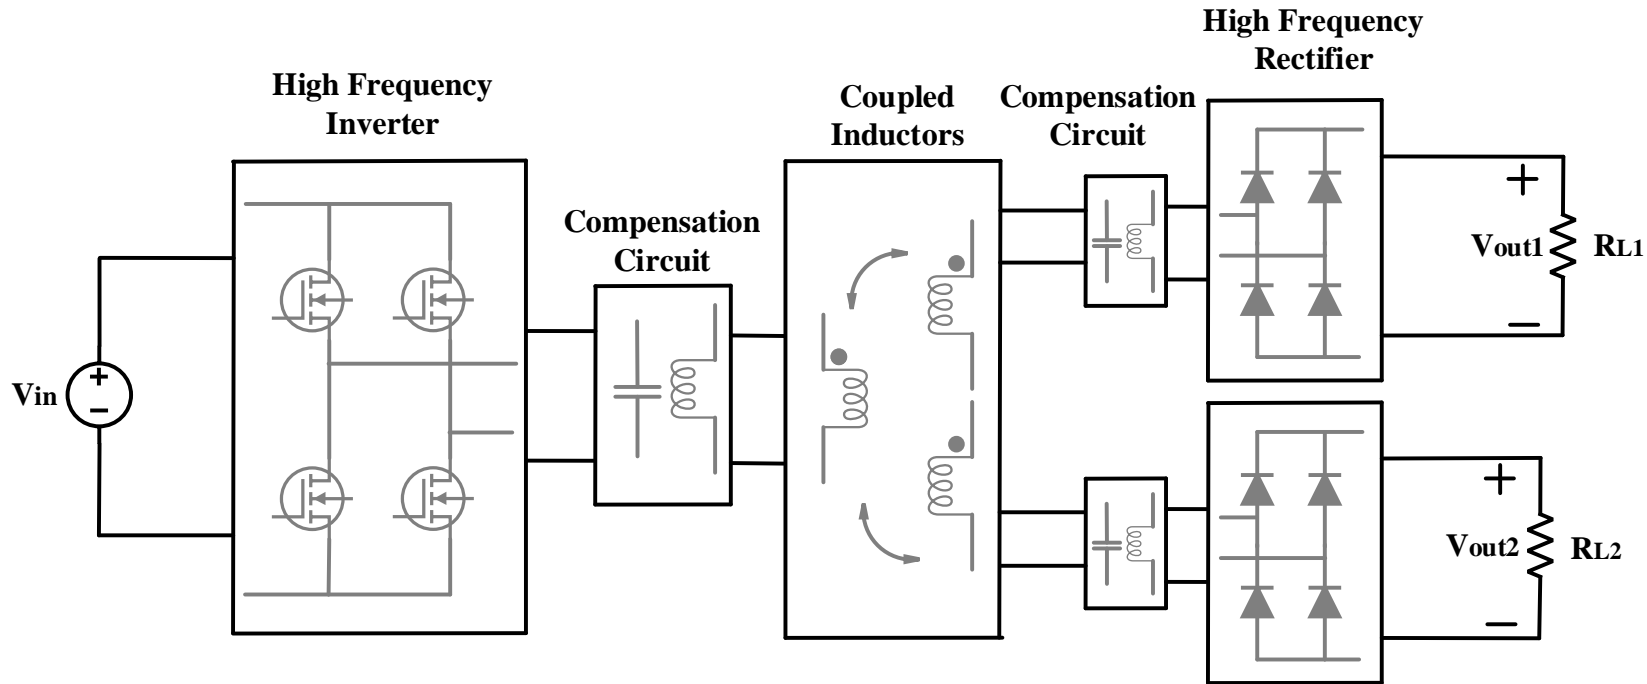 High Frequency
Inverter
Compensation
Circuit
Coupled
Inductors
Compensation
Circuit
High Frequency
Rectifier
Vin
+
−
+
Vout1
−
RL1
+
Vout2
−
RL2